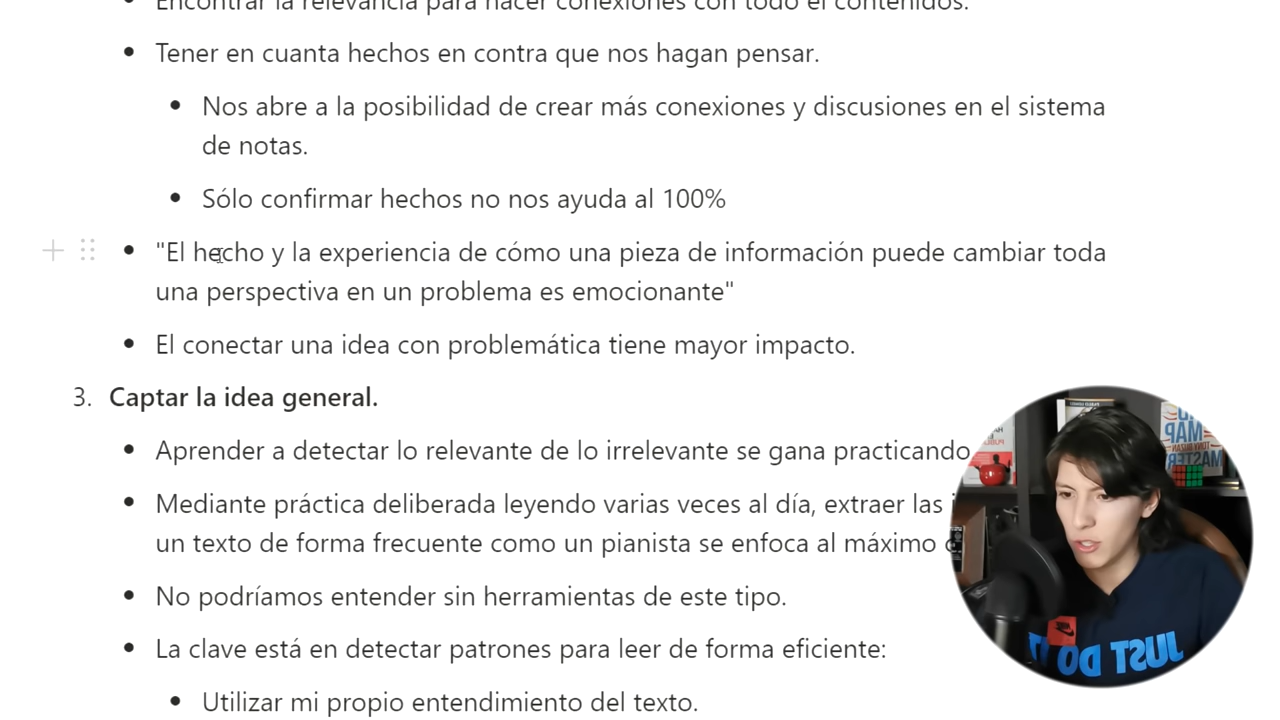 Encontrar la relevancia para hacer conexiones con todo el contenidos.
Tener en cuanta hechos en contra que nos hagan pensar.
Nos abre a la posibilidad de crear más conexiones y discusiones en el sistema
de notas.
Sólo confirmar hechos no nos ayuda al 100%
"El hecho y la experiencia de cómo una pieza de información puede cambiar toda
una perspectiva en un problema es emocionante"
El conectar una idea con problemática tiene mayor impacto.
3. Captar la idea general.
Aprender a detectar lo relevante de lo irrelevante se gana practicando
Mediante práctica deliberada leyendo varias veces al día, extraer las
un texto de forma frecuente como un pianista se enfoca al máximo
No podríamos entender sin herramientas de este tipo.
La clave está en detectar patrones para leer de forma eficiente:
Utilizar mi propio entendimiento del texto.
MAP
MASTERY
JUST DO IT